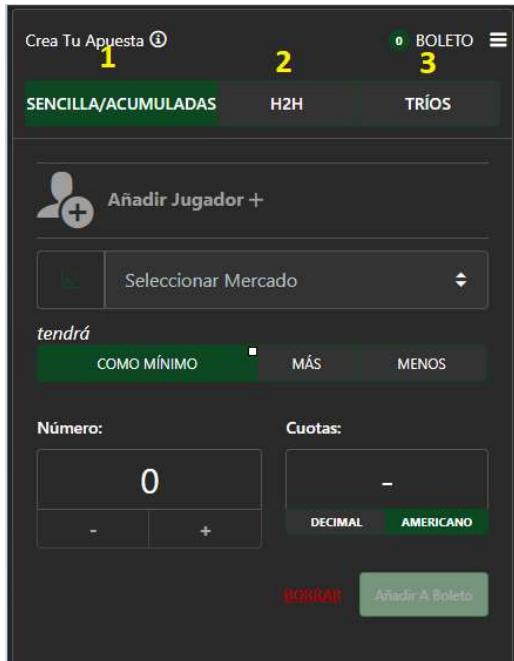 Crea Tu Apuesta
0 BOLETO
1 2 3
SENCILLA/ACUMULADAS H2H TRÍOS
Añadir Jugador +
Seleccionar Mercado
tendrá
COMO MÍNIMO MÁS MENOS
Número: Cuotas:
0 -
- + DECIMAL AMERICANO
BORRAR Añadir A Boleto